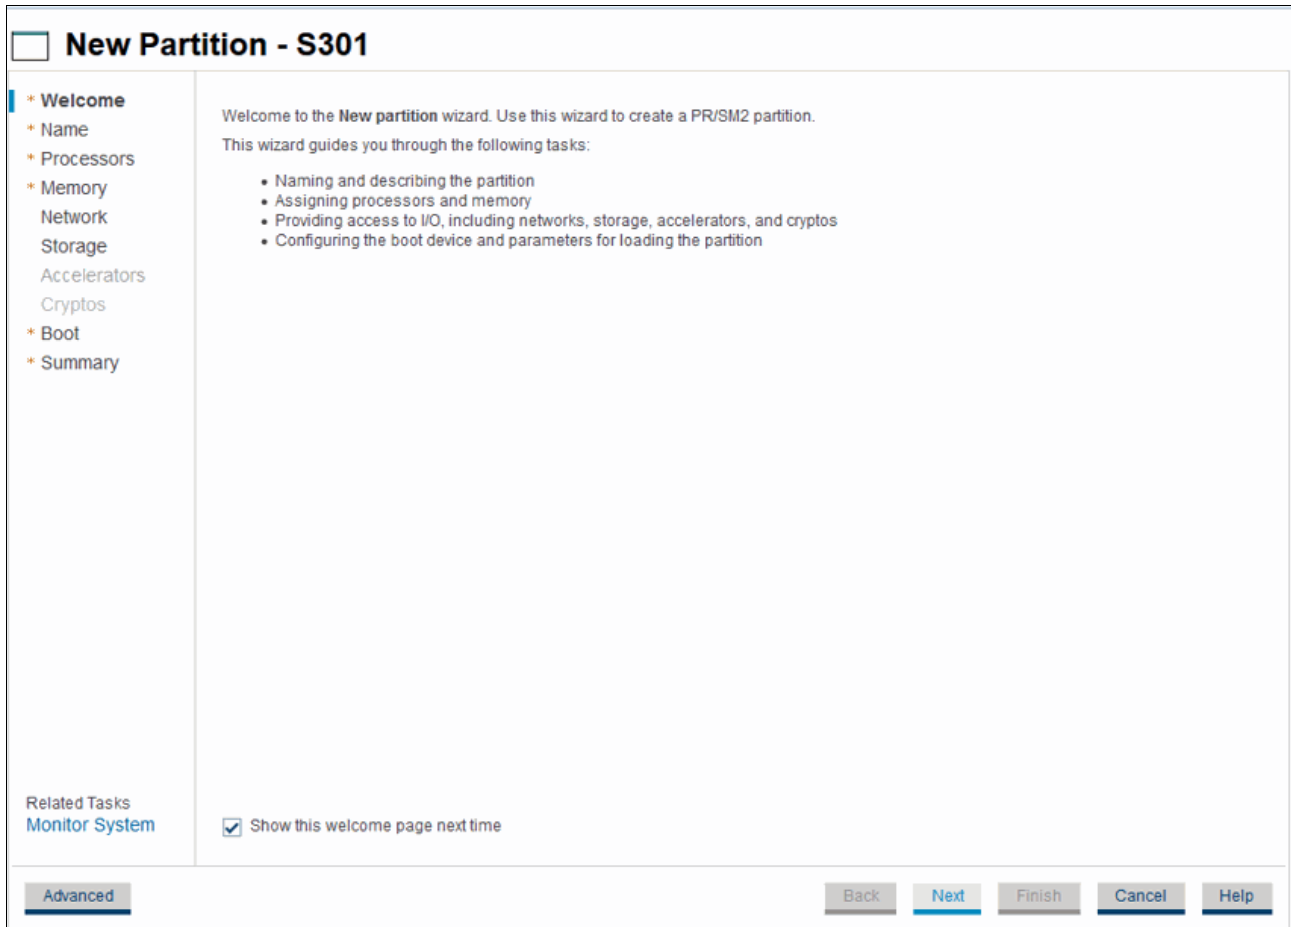 New Partition - S301
* Welcome
* Name
* Processors
* Memory
Network
Storage
Accelerators
Cryptos
* Boot
* Summary
Related Tasks
Monitor System
Welcome to the New partition wizard. Use this wizard to create a PR/SM2 partition.
This wizard guides you through the following tasks:
• Naming and describing the partition
• Assigning processors and memory
• Providing access to I/O, including networks, storage, accelerators, and cryptos
• Configuring the boot device and parameters for loading the partition
Show this welcome page next time
Advanced Back Next Finish Cancel Help